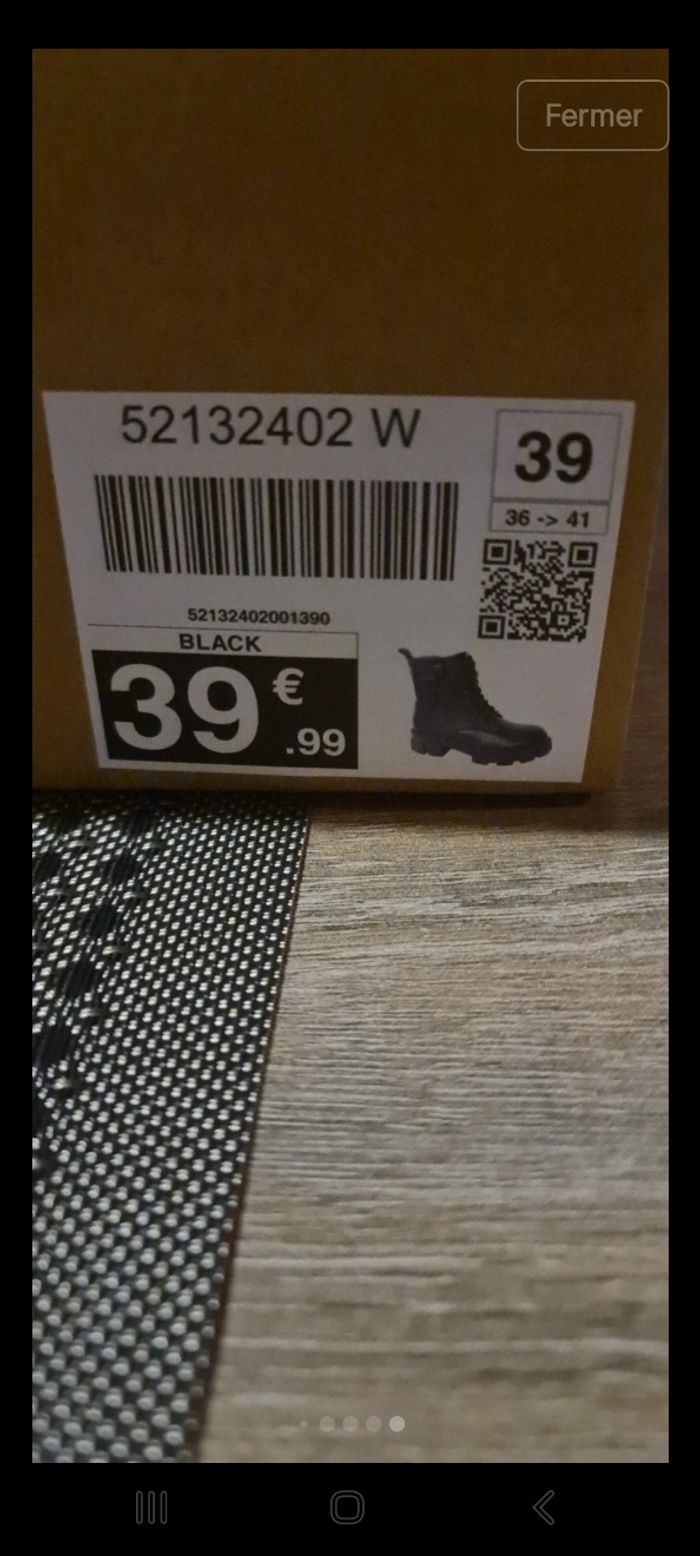 Fermer
52132402 W
39
36 -> 41
52132402001390
BLACK
39 €
.99